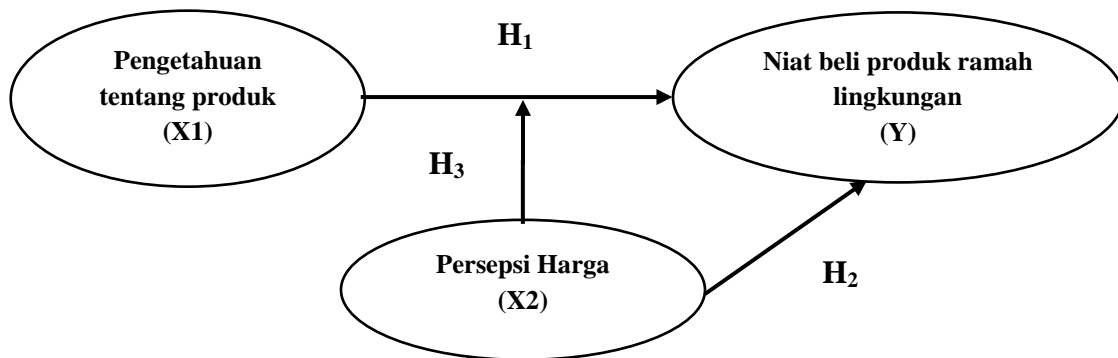 H₁
Pengetahuan
tentang produk
(X1)
Niat beli produk ramah
lingkungan
(Y)
H₃
Persepsi Harga
(X2)
H₂